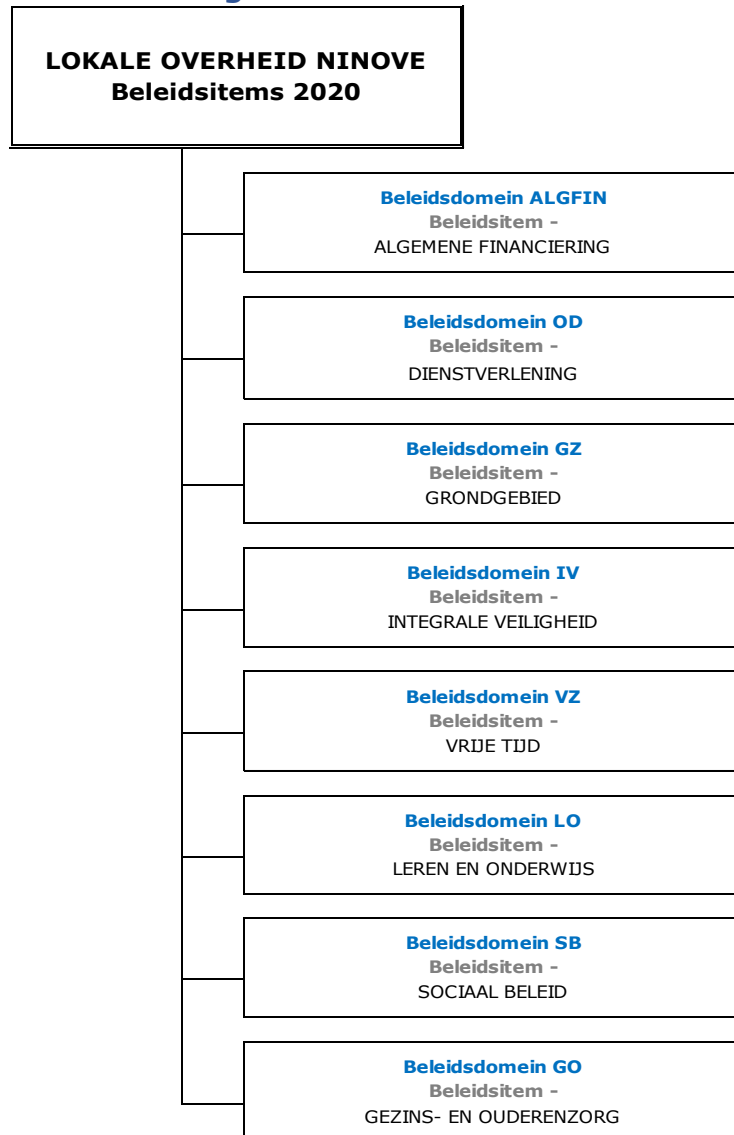 LOKALE OVERHEID NINOVE
Beleidsitems 2020
Beleidsdomein ALGFIN
Beleidsitem -
ALGEMENE FINANCIERING
Beleidsdomein OD
Beleidsitem -
DIENSTVERLENING
Beleidsdomein GZ
Beleidsitem -
GRONDGEBIED
Beleidsdomein IV
Beleidsitem -
INTEGRALE VEILIGHEID
Beleidsdomein VZ
Beleidsitem -
VRIJE TIJD
Beleidsdomein LO
Beleidsitem -
LEREN EN ONDERWIJS
Beleidsdomein SB
Beleidsitem -
SOCIAAL BELEID
Beleidsdomein GO
Beleidsitem -
GEZINS- EN OUDERENZORG